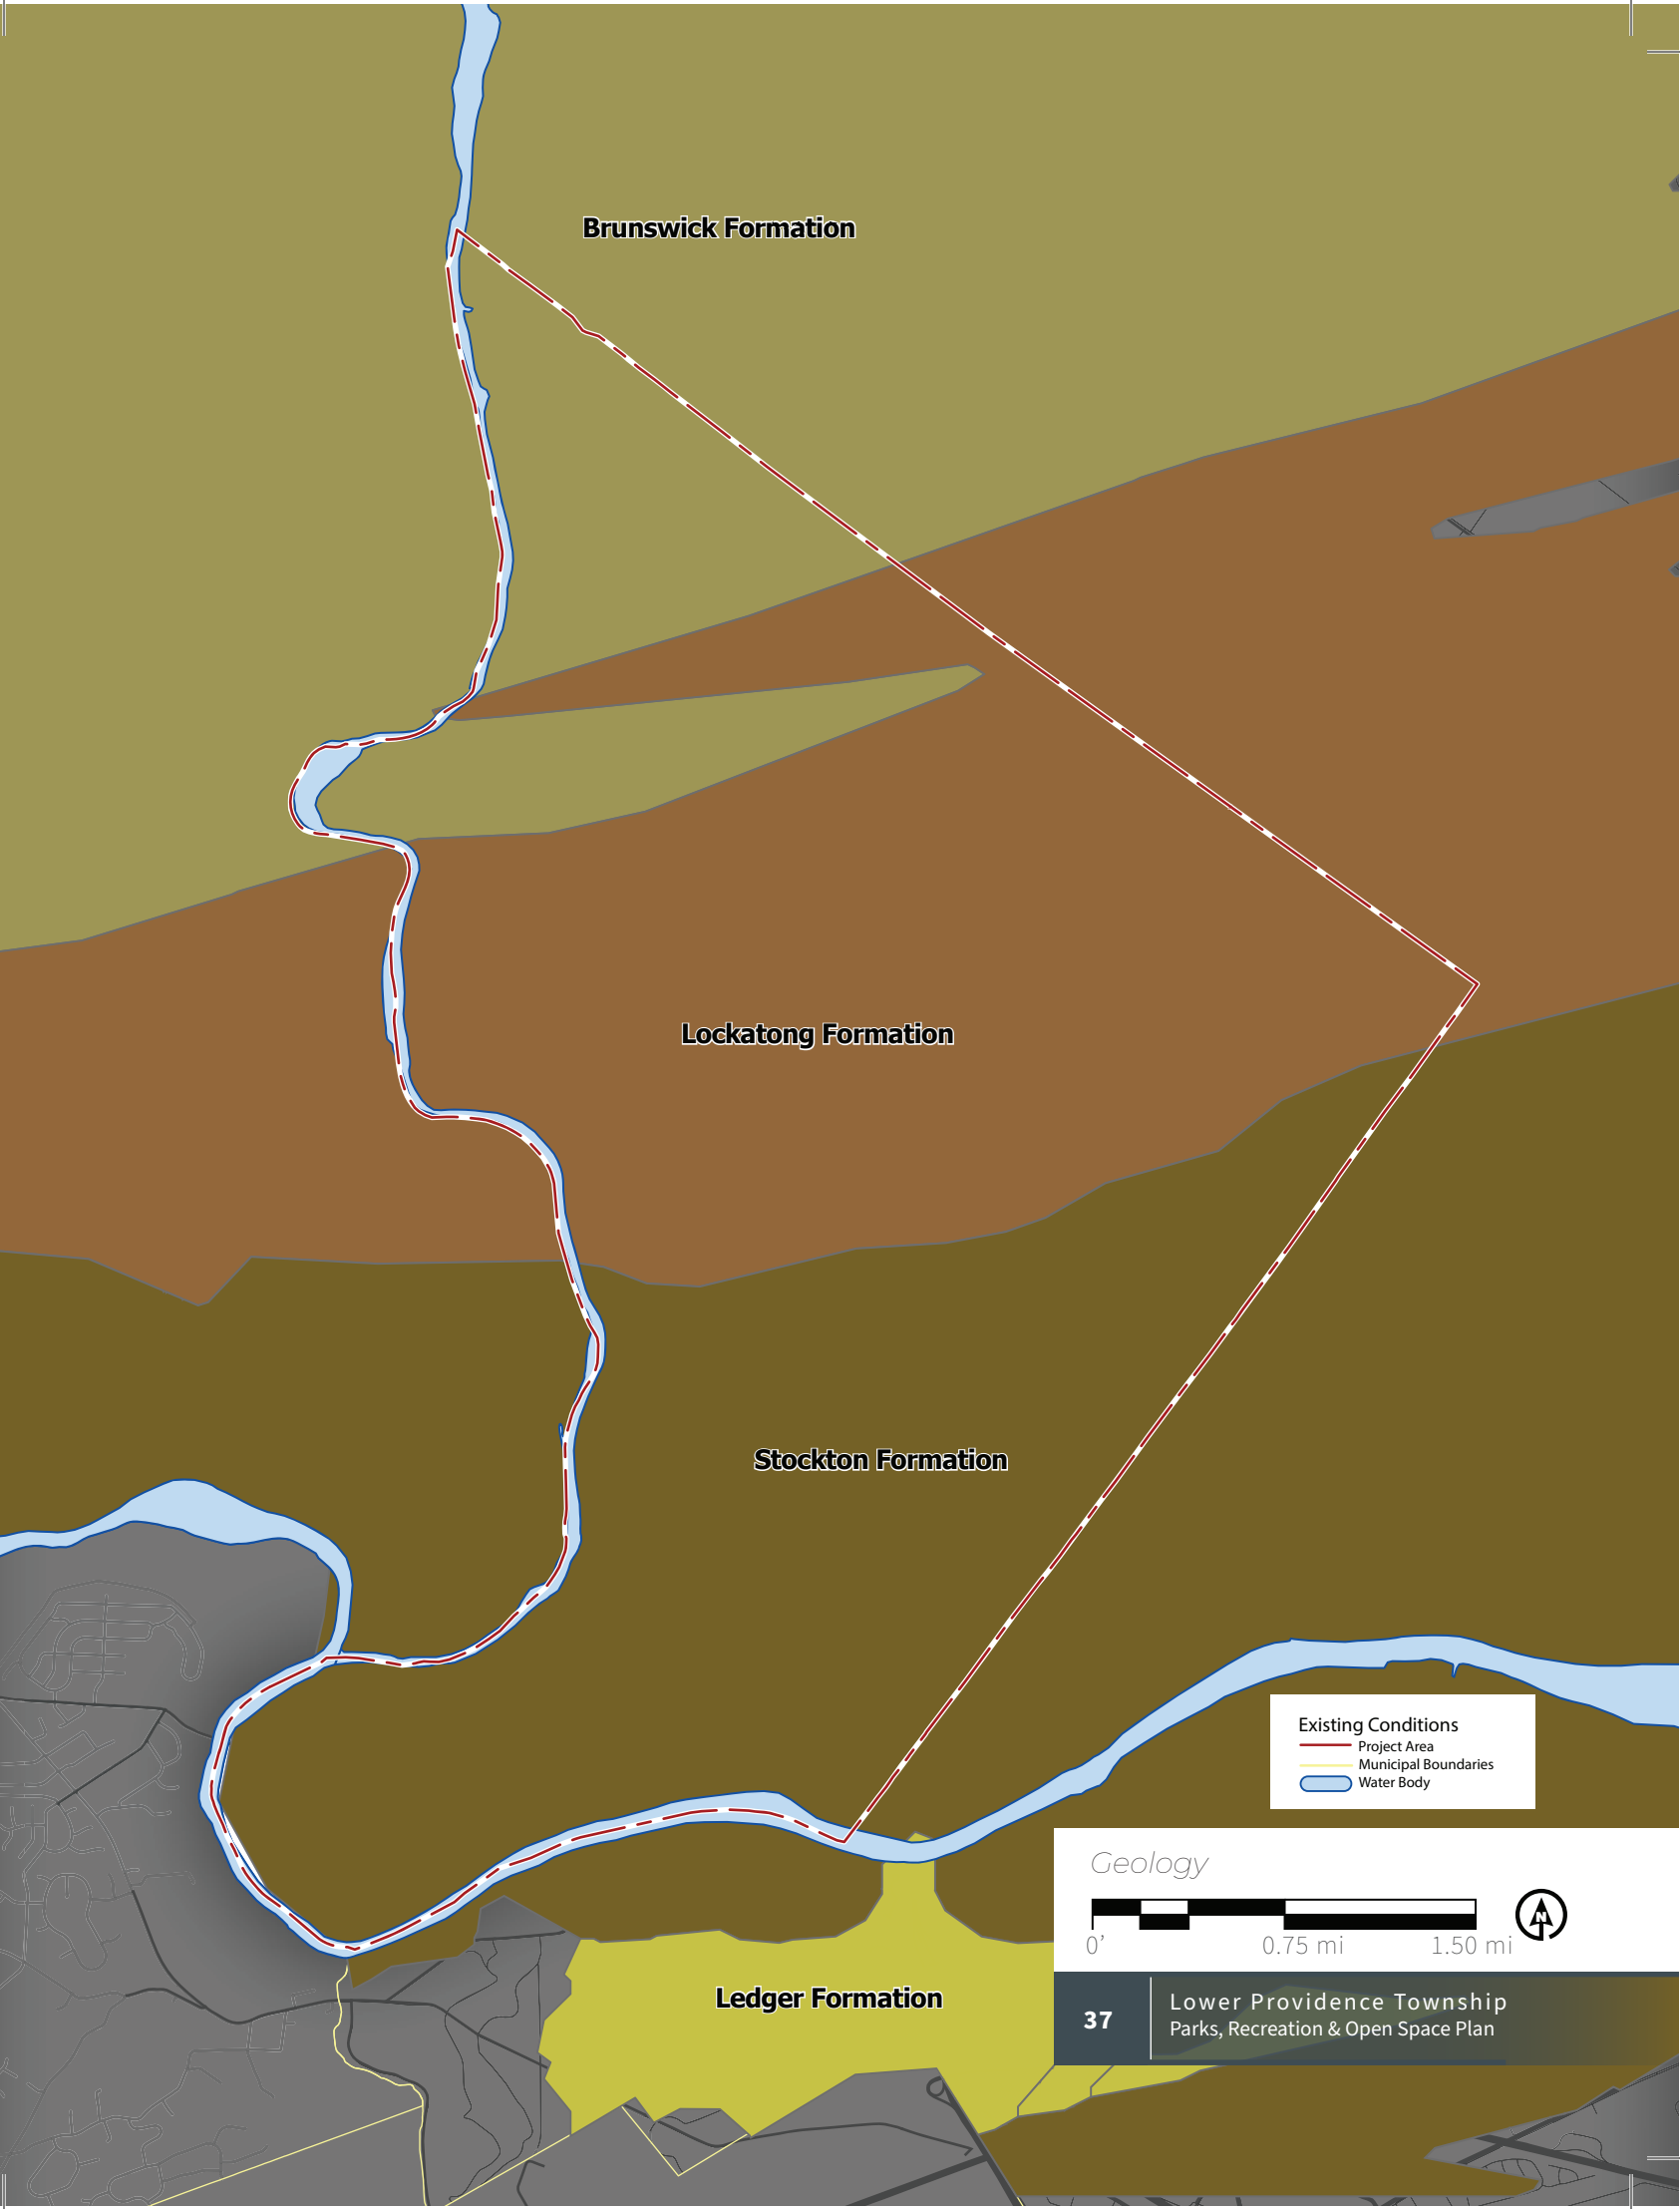 Brunswick Formation
Lockatong Formation
Stockton Formation
Existing Conditions
Project Area
Municipal Boundaries
Water Body
Geology
N
0' 0.75 mi 1.50 mi
Ledger Formation
37
Lower Providence Township
Parks, Recreation & Open Space Plan